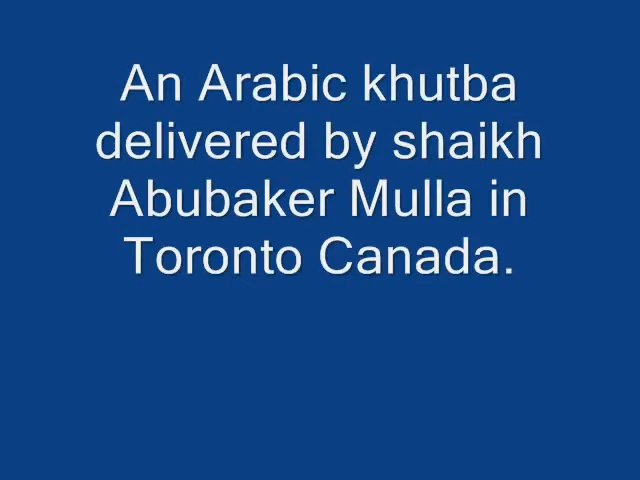 An Arabic khutba
delivered by shaikh
Abubaker Mulla in
Toronto Canada.